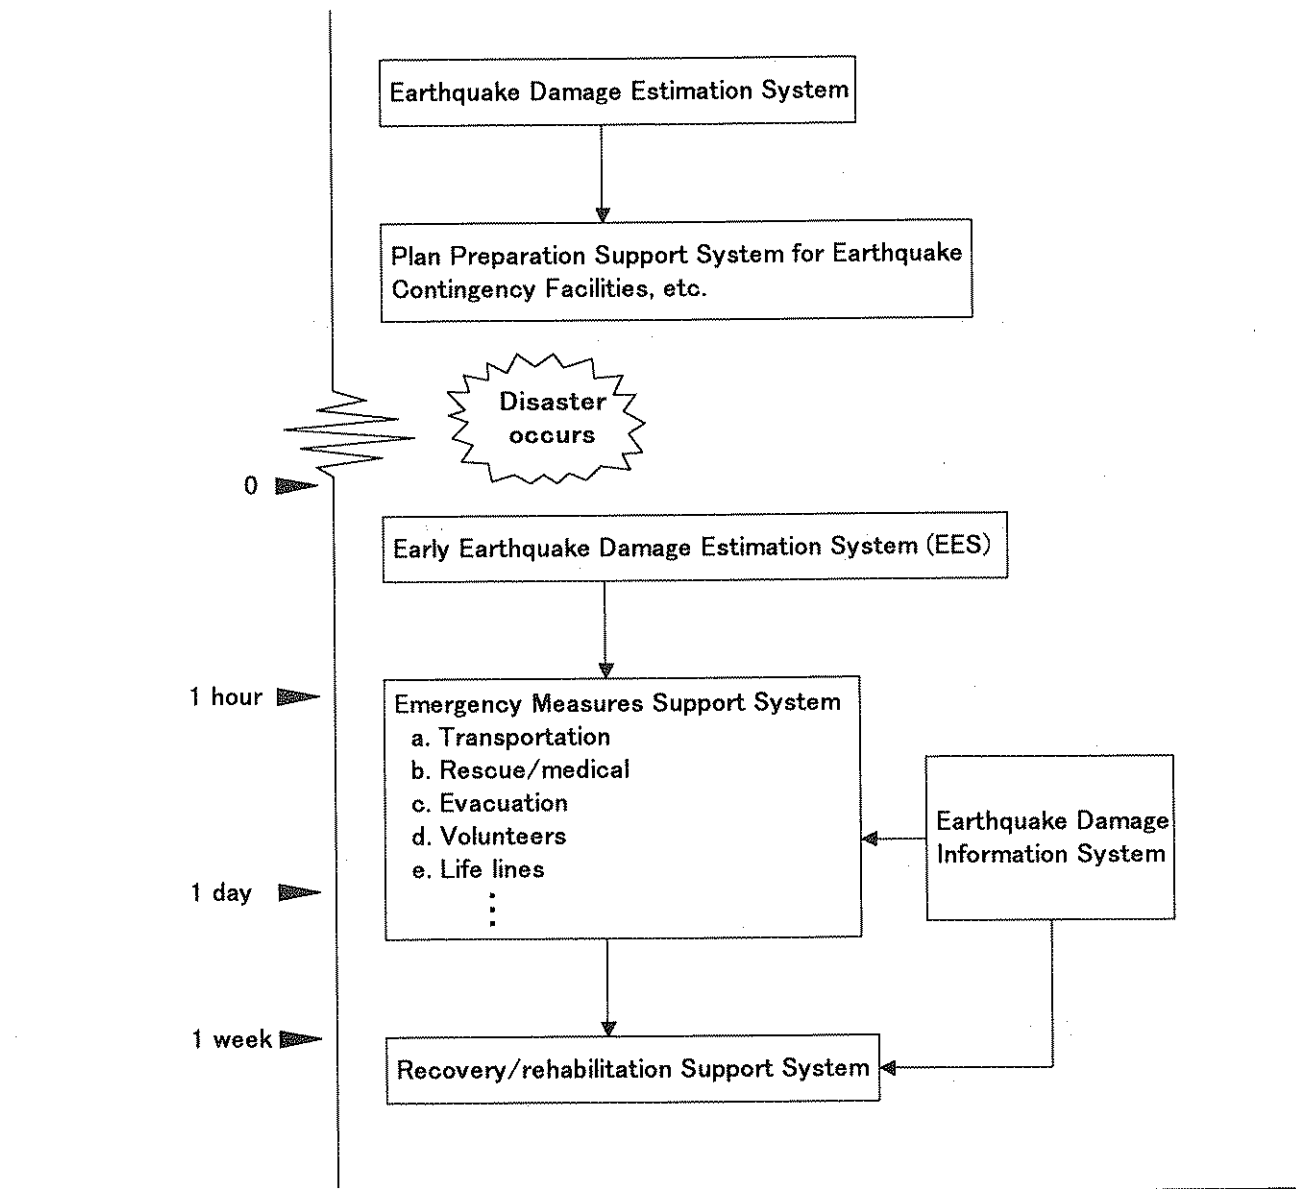 Earthquake Damage Estimation System
Plan Preparation Support System for Earthquake
Contingency Facilities, etc.
Disaster
occurs
0
Early Earthquake Damage Estimation System (EES)
1 hour
Emergency Measures Support System
a. Transportation
b. Rescue/medical
c. Evacuation
d. Volunteers
e. Life lines
Earthquake Damage
Information System
1 day
1 week
Recovery/rehabilitation Support System